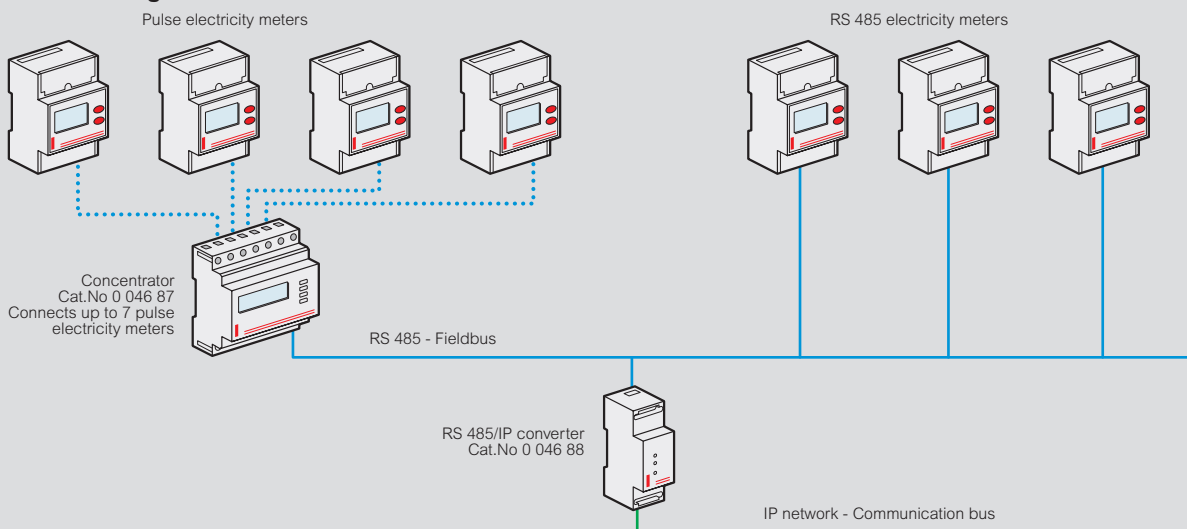 Pulse electricity meters
RS 485 electricity meters
Concentrator
Cat.No 0 046 87
Connects up to 7 pulse
electricity meters
RS 485 - Fieldbus
RS 485/IP converter
Cat.No 0 046 88
IP network - Communication bus